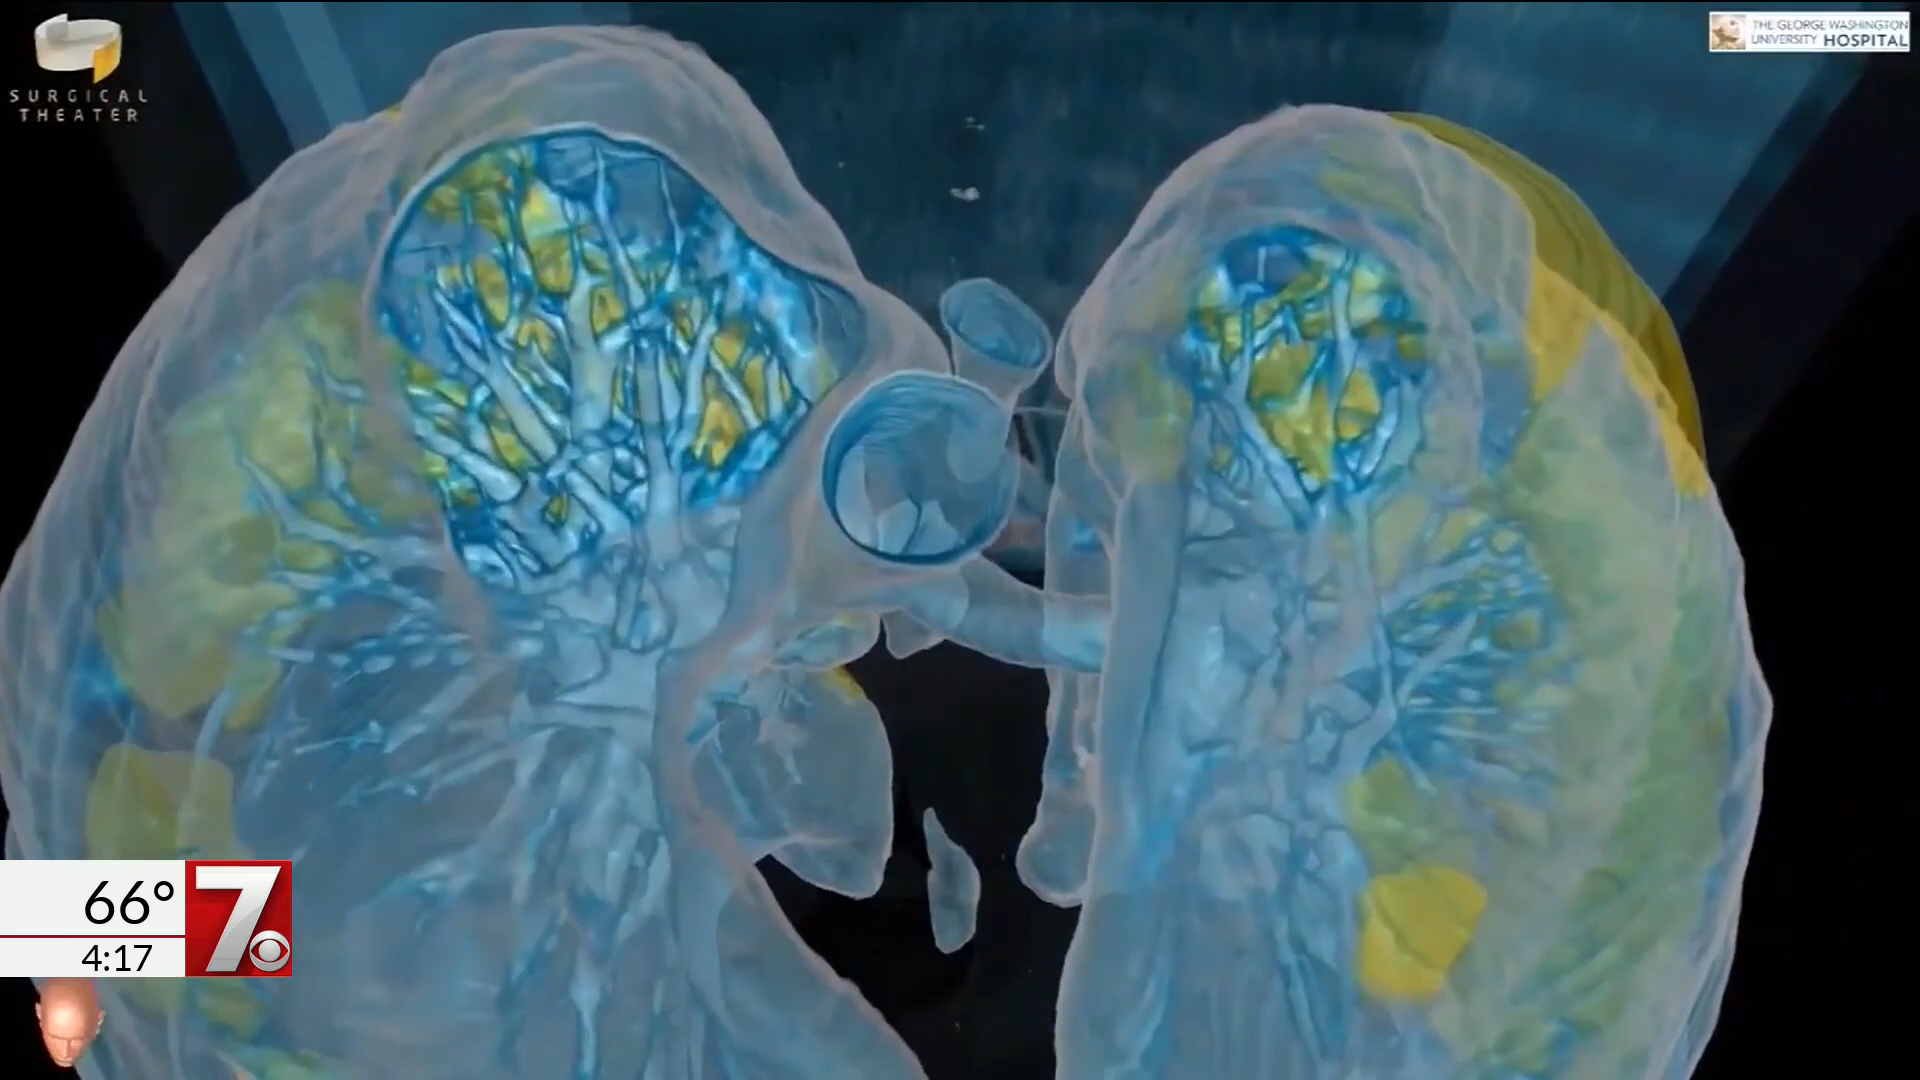 SURGICAL
THEATER
THE GEORGE WASHINGTON
UNIVERSITY HOSPITAL
66°
4:17
7